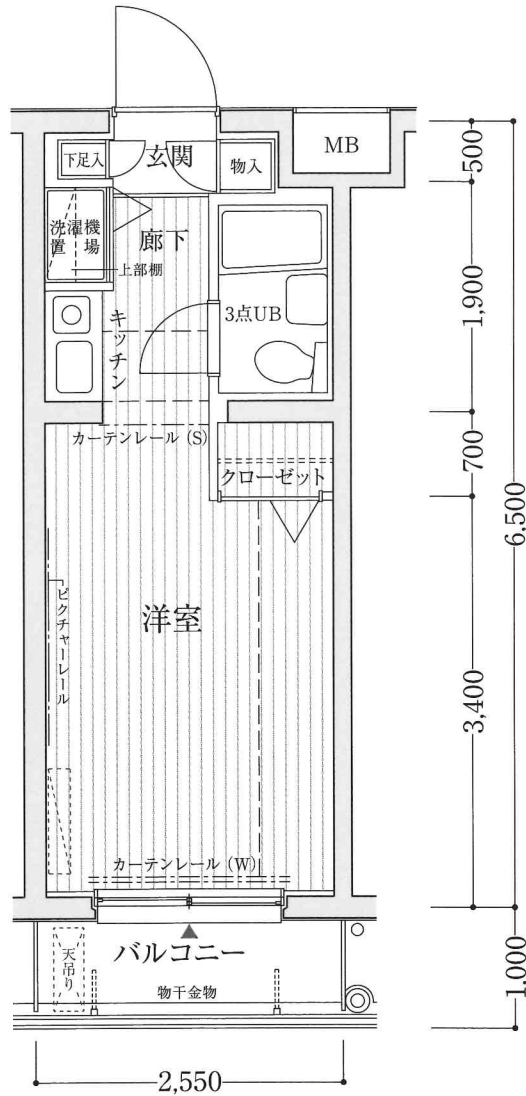 下足入
玄関
物入
MB
洗濯機
置場
廊下
上部棚
キッチン
3点UB
カーテンレール (S)
クローゼット
洋室
ピクチャーレール
カーテンレール (W)
バルコニー
天吊り
物干金物
500
1,900
700
3,400
6,500
1,000
2,550